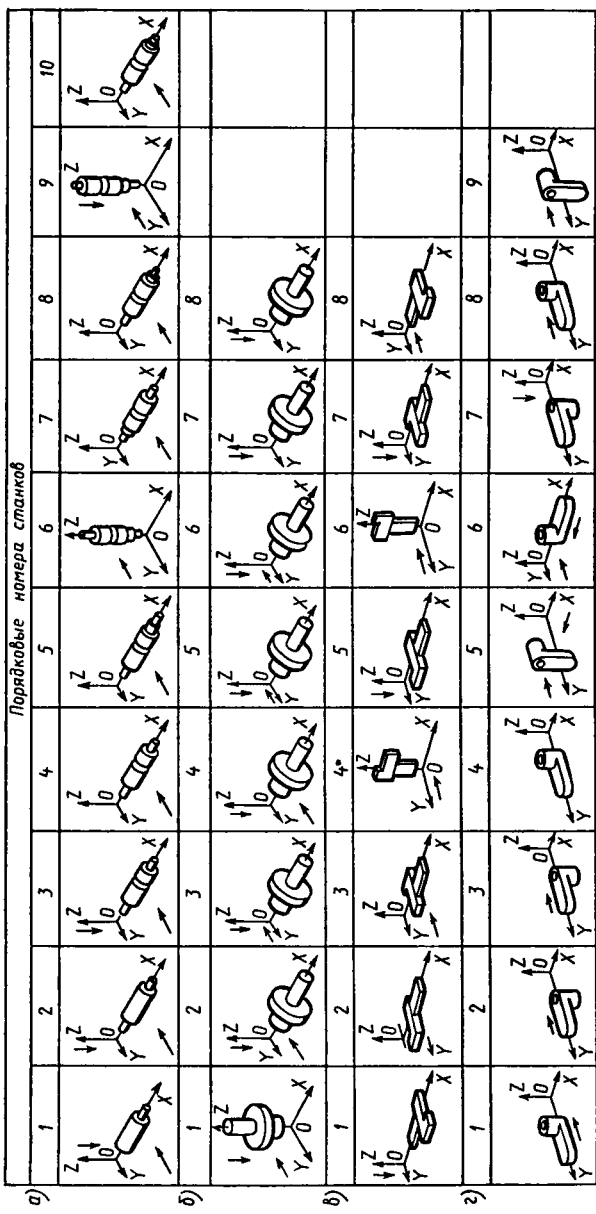 Порядковые номера станков
а) 1 2 3 4 5 6 7 8 9 10
Z O Y X Z O Y X Z O Y X Z O Y X Z O Y X Z O Y X Z O Y X Z O Y X Z O Y X Z O Y X
б) 1 2 3 4 5 6 7 8
Z O Y X Z O Y X Z O Y X Z O Y X Z O Y X Z O Y X Z O Y X Z O Y X
в) 1 2 3 4* 5 6 7 8
Z O Y X Z O Y X Z O Y X Z O Y X Z O Y X Z O Y X Z O Y X Z O Y X
г) 1 2 3 4 5 6 7 8 9
Z O Y X Z O Y X Z O Y X Z O Y X Z O Y X Z O Y X Z O Y X Z O Y X Z O Y X